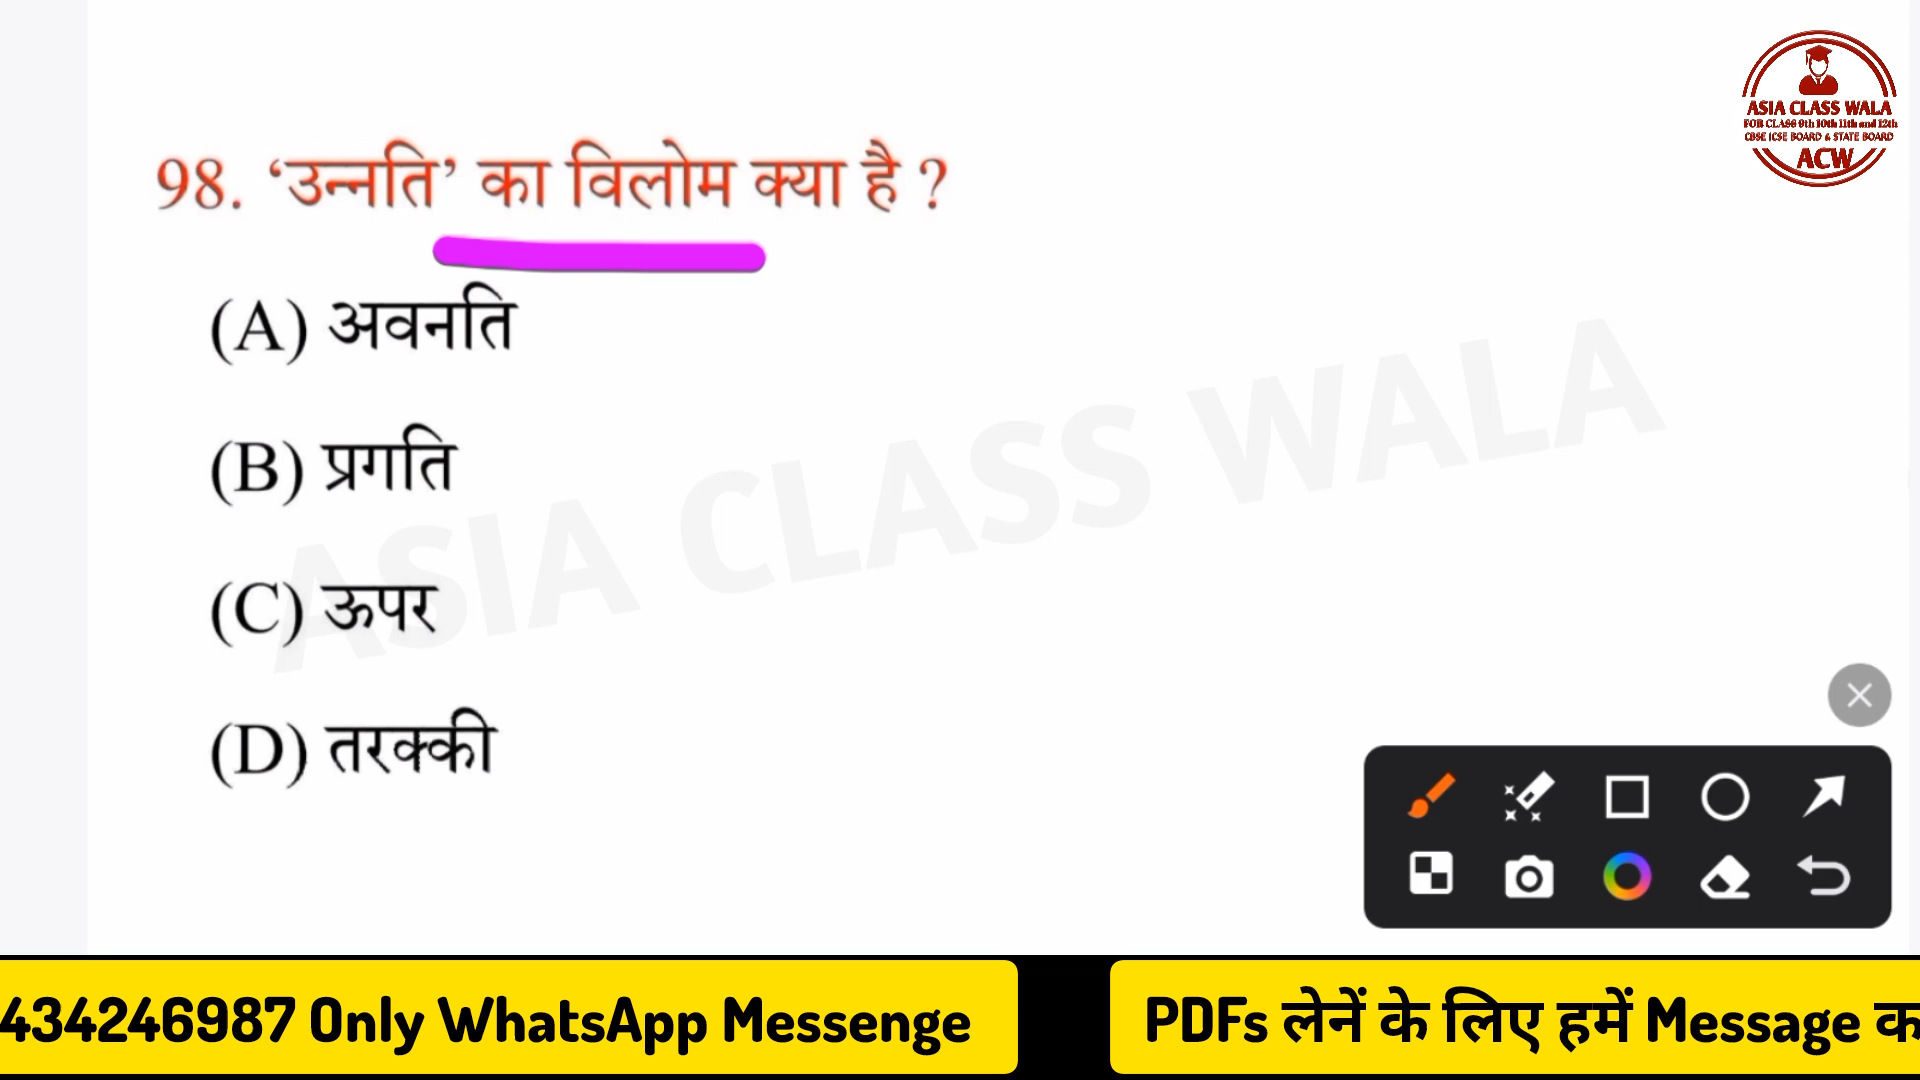 ASIA CLASS WALA
FOR CLASS 9th 10th 11th and 12th
CBSE ICSE BOARD & STATE BOARD
ACW
98. ‘उन्नति’ का विलोम क्या है ?
(A) अवनति
(B) प्रगति
(C) ऊपर
(D) तरक्की
ASIA CLASS WALA
434246987 Only WhatsApp Messenge
PDFs लेनें के लिए हमें Message क